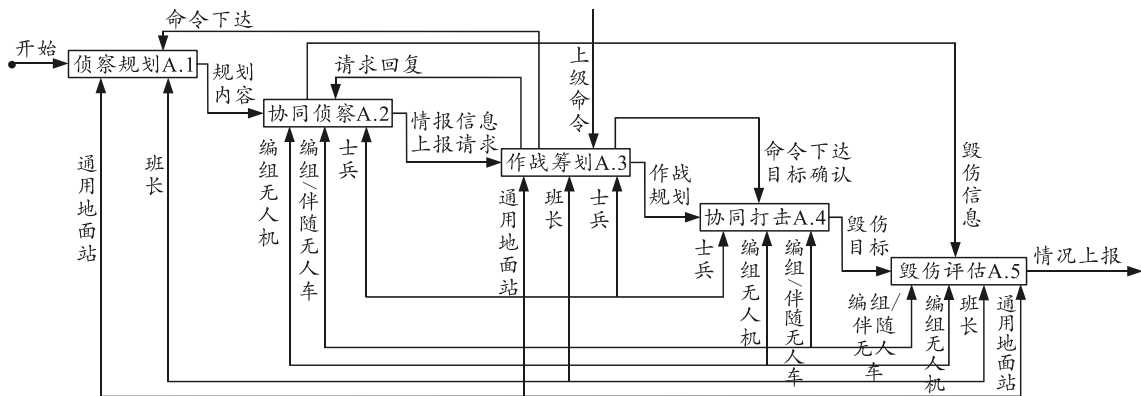 命令下达
开始
侦察规划A.1
规划
内容
请求回复
上级命令
协同侦察A.2
情报信息
上报请求
作战筹划A.3
命令下达
目标确认
毁伤信息
作战
规划
协同打击A.4
毁伤
目标
毁伤评估A.5
情况上报
通用地面站
班长
编组无人机
编组/伴随无人车
士兵
通用地面站
班长
士兵
士兵
编组无人机
编组/伴随无人车
编组/
伴随
无人
车
编组无人机
班长
通用地面站